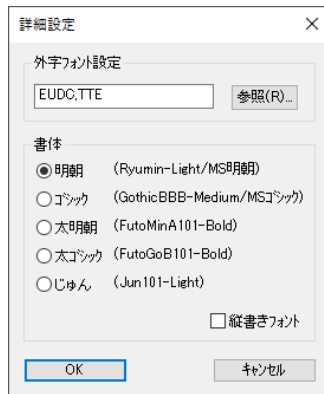 詳細設定
外字フォント設定
EUDC,TTE
参照(R)...
書体
明朝 (Ryumin-Light/MS明朝)
ｺﾞｼｯｸ (GothicBBB-Medium/MSｺﾞｼｯｸ)
太明朝 (FutoMinA101-Bold)
太ｺﾞｼｯｸ (FutoGoB101-Bold)
じゅん (Jun101-Light)
縦書きﾌｫﾝﾄ
OK ｷｬﾝｾﾙ